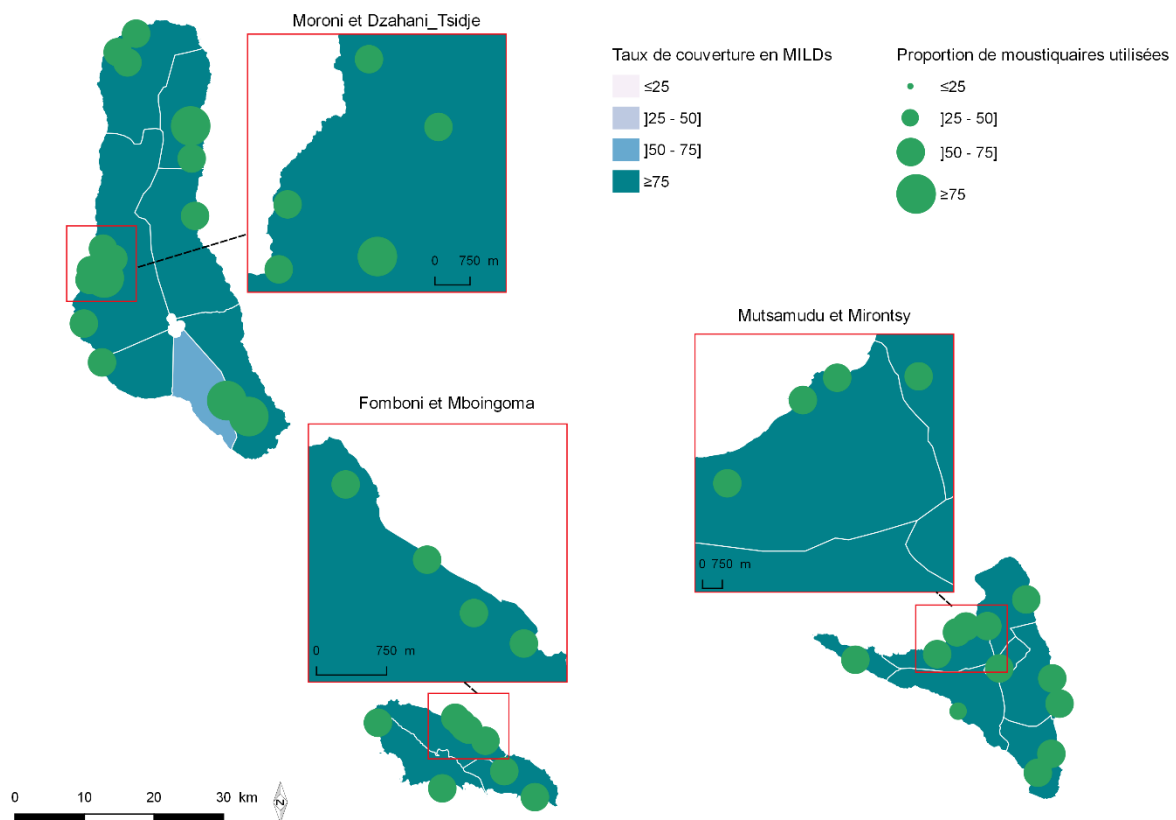 Moroni et Dzahani_Tsidje
0 750 m
Taux de couverture en MILDs
≤25
]25 - 50]
]50 - 75]
≥75
Proportion de moustiquaires utilisées
≤25
]25 - 50]
]50 - 75]
≥75
Mutsamudu et Mirontsy
0 750 m
Fomboni et Mboingoma
0 750 m
0 10 20 30 km
N